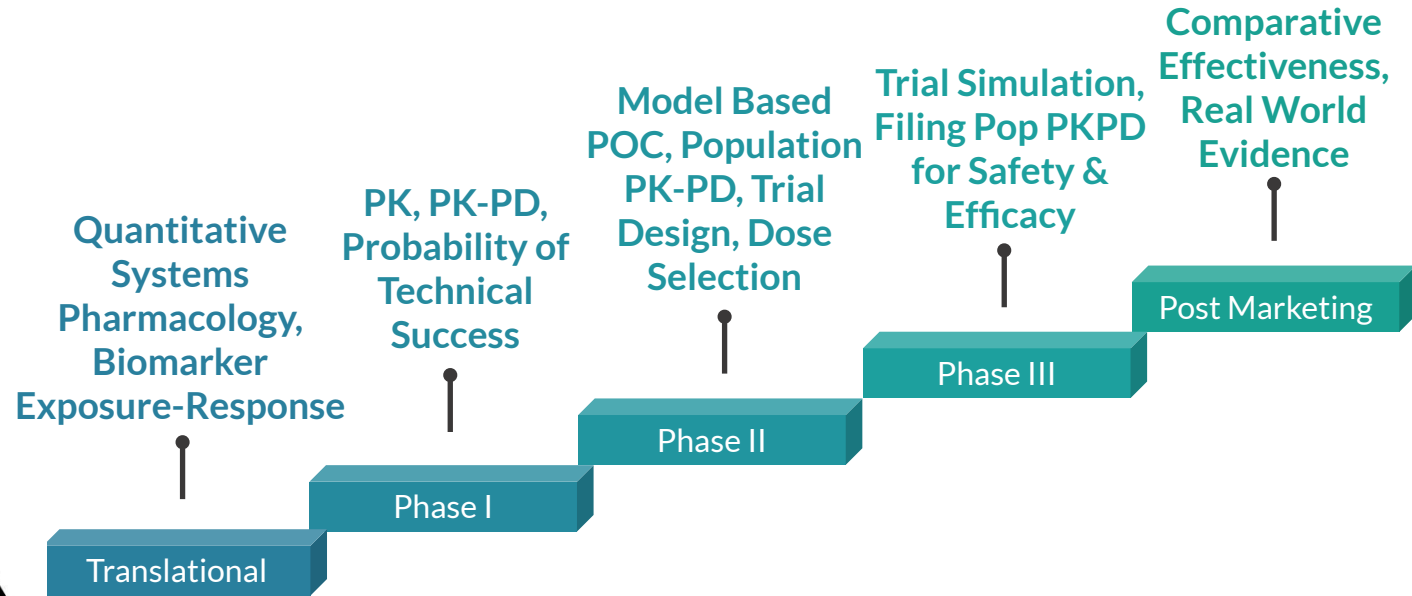 Quantitative
Systems
Pharmacology,
Biomarker
Exposure-Response
Translational
PK, PK-PD,
Probability of
Technical
Success
Phase I
Model Based
POC, Population
PK-PD, Trial
Design, Dose
Selection
Phase II
Trial Simulation,
Filing Pop PKPD
for Safety &
Efficacy
Phase III
Comparative
Effectiveness,
Real World
Evidence
Post Marketing